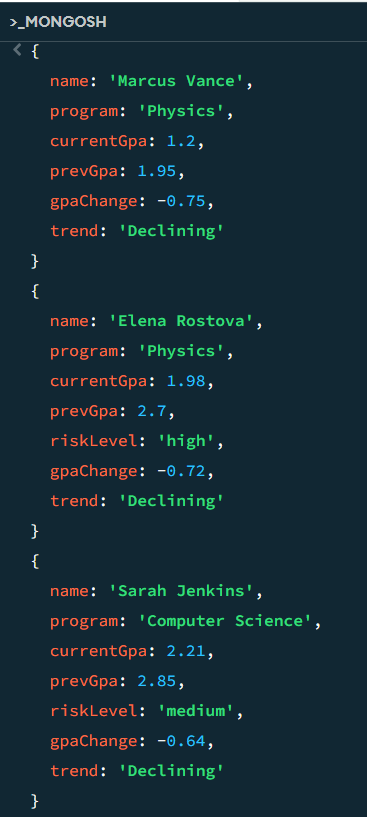 >_MONGOSH
< {
name: 'Marcus Vance',
program: 'Physics',
currentGpa: 1.2,
prevGpa: 1.95,
gpaChange: -0.75,
trend: 'Declining'
}
{
name: 'Elena Rostova',
program: 'Physics',
currentGpa: 1.98,
prevGpa: 2.7,
riskLevel: 'high',
gpaChange: -0.72,
trend: 'Declining'
}
{
name: 'Sarah Jenkins',
program: 'Computer Science',
currentGpa: 2.21,
prevGpa: 2.85,
riskLevel: 'medium',
gpaChange: -0.64,
trend: 'Declining'
}